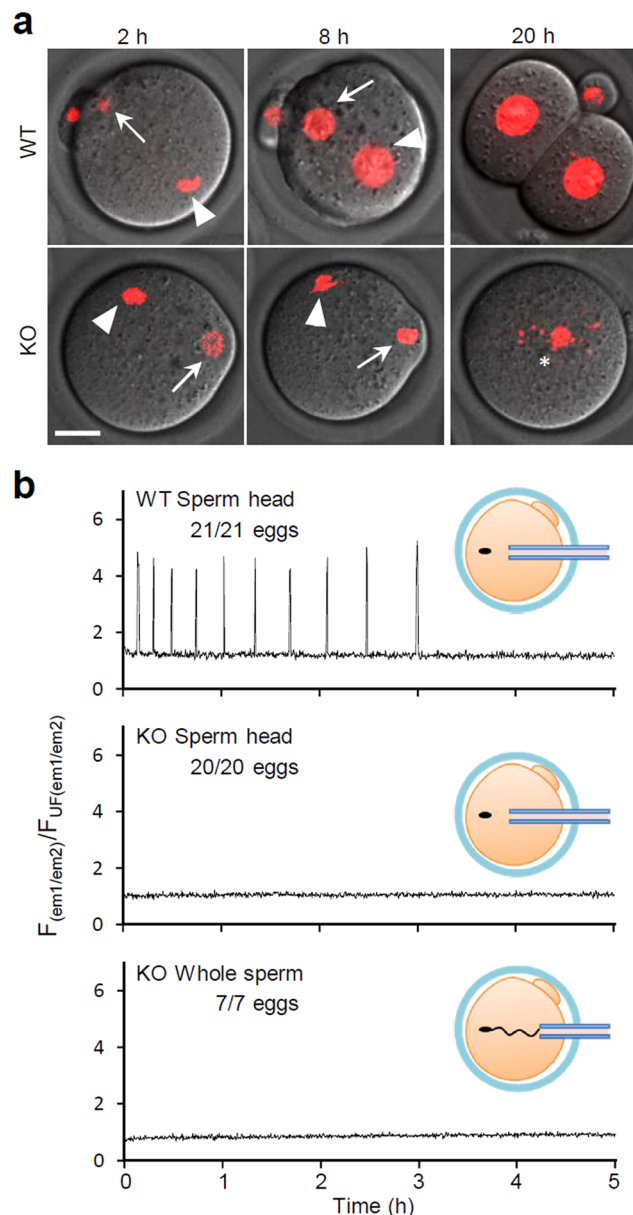 a
2 h 8 h 20 h
WT
KO
*
b
WT Sperm head
21/21 eggs
6
4
2
0
KO Sperm head
20/20 eggs
6
4
2
0
F(em1/em2)/FUF(em1/em2)
KO Whole sperm
7/7 eggs
6
4
2
0
0 1 2 3 4 5
Time (h)